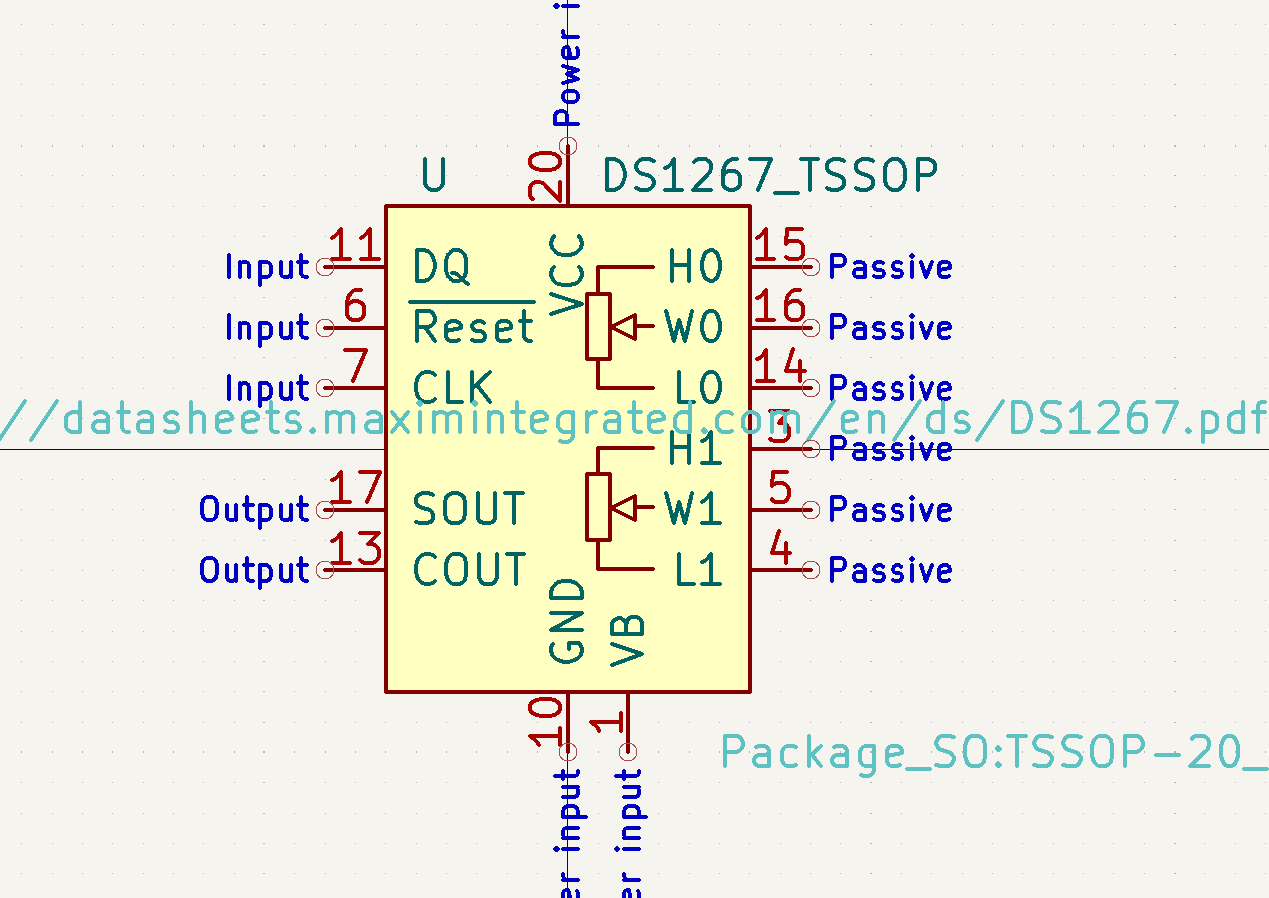 Power i
20
U
DS1267_TSSOP
VCC
Input 11 DQ
H0 15 Passive
Input 6 Reset
W0 16 Passive
Input 7 CLK
L0 14 Passive
//datasheets.maximintegrated.com/en/ds/DS1267.pdf
H1 3 Passive
Output 17 SOUT
W1 5 Passive
Output 13 COUT
L1 4 Passive
GND
VB
10
1
Package_SO:TSSOP-20_
er input
er input